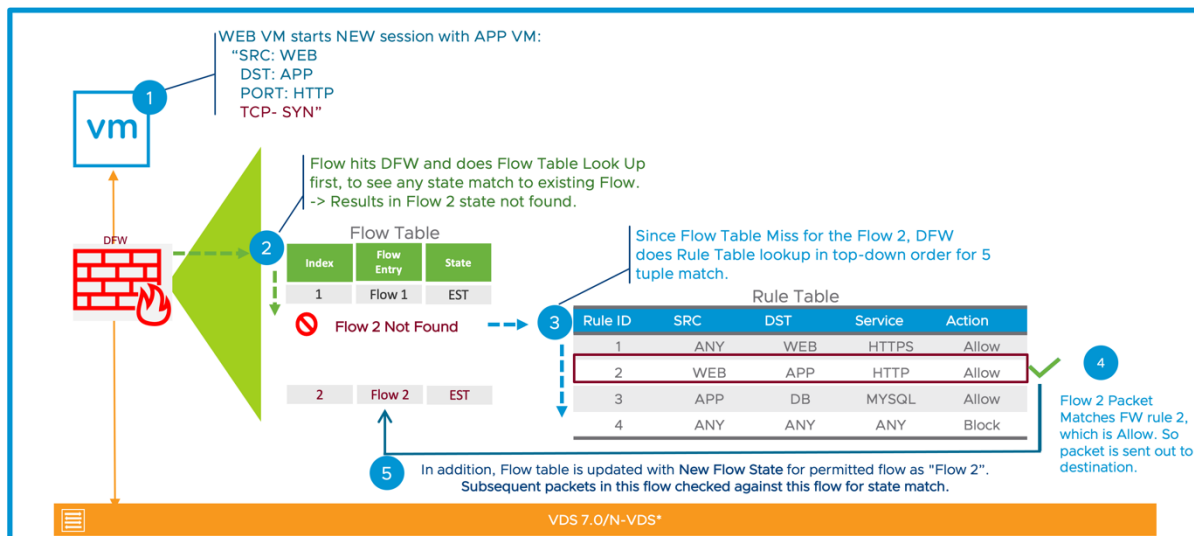 WEB VM starts NEW session with APP VM:
“SRC: WEB
DST: APP
PORT: HTTP
TCP- SYN”
1
vm
Flow hits DFW and does Flow Table Look Up
first, to see any state match to existing Flow.
-> Results in Flow 2 state not found.
DFW
2
Flow Table
Index Flow Entry State
1 Flow 1 EST
Flow 2 Not Found
2 Flow 2 EST
Since Flow Table Miss for the Flow 2, DFW
does Rule Table lookup in top-down order for 5
tuple match.
3
Rule Table
Rule ID SRC DST Service Action
1 ANY WEB HTTPS Allow
2 WEB APP HTTP Allow
3 APP DB MYSQL Allow
4 ANY ANY ANY Block
4
Flow 2 Packet
Matches FW rule 2,
which is Allow. So
packet is sent out to
destination.
5
In addition, Flow table is updated with New Flow State for permitted flow as "Flow 2".
Subsequent packets in this flow checked against this flow for state match.
VDS 7.0/N-VDS*